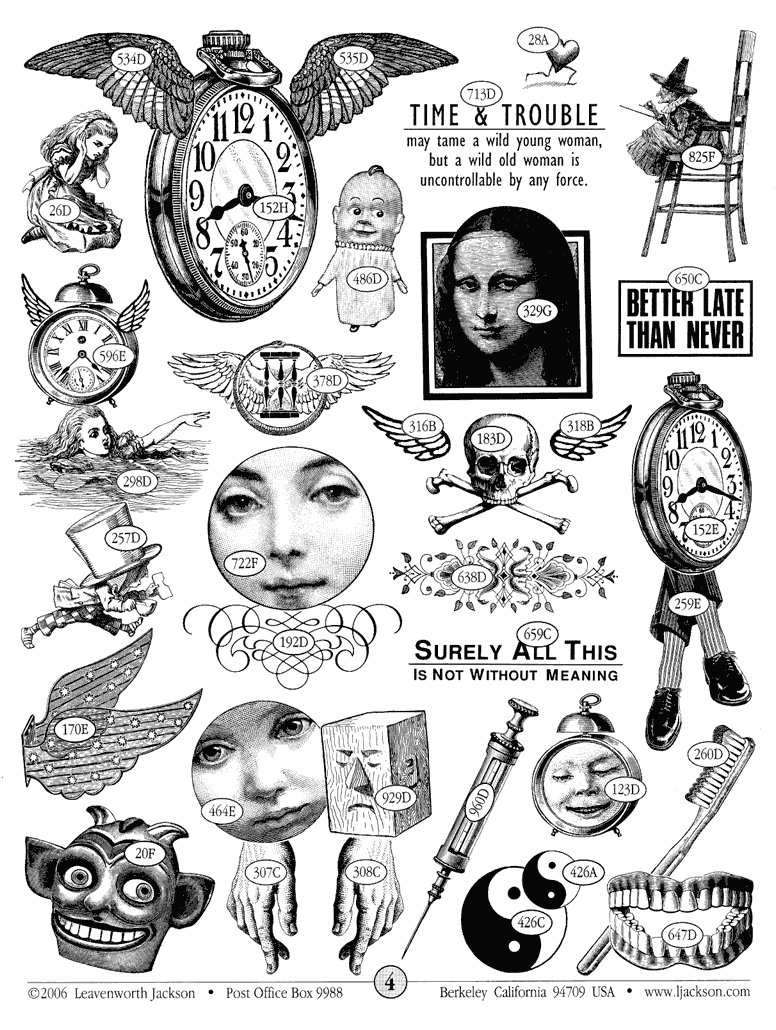 28A
534D
535D
713D
TIME & TROUBLE
may tame a wild young woman,
but a wild old woman is
uncontrollable by any force.
825F
26D
152H
486D
650C
BETTER LATE
THAN NEVER
329G
596E
378D
316B
183D
318B
298D
257D
722F
152E
638D
259E
192D
659C
SURELY ALL THIS
IS NOT WITHOUT MEANING
170E
464E
929D
960D
123D
260D
20F
307C
308C
426A
426C
647D
©2006 Leavenworth Jackson • Post Office Box 9988 4 Berkeley California 94709 USA • www.ljackson.com